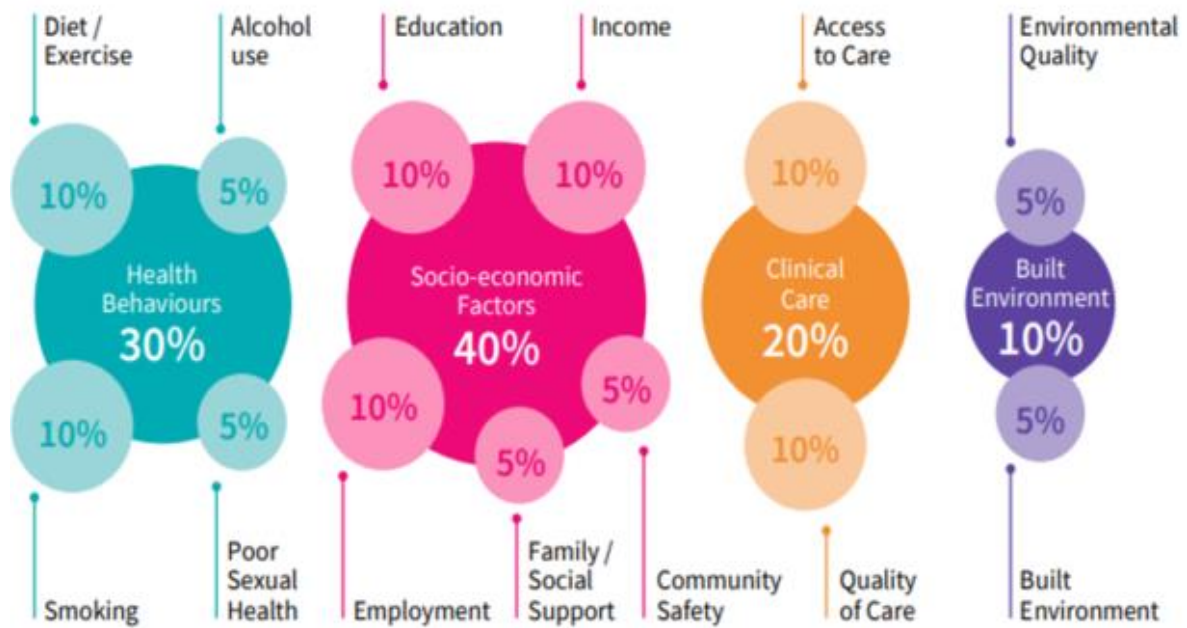 Diet /
Exercise
Alcohol
use
Education
Income
Access
to Care
Environmental
Quality
10%
5%
10%
10%
10%
5%
Health
Behaviours
30%
Socio-economic
Factors
40%
Clinical
Care
20%
Built
Environment
10%
10%
5%
10%
5%
5%
10%
5%
Smoking
Poor
Sexual
Health
Employment
Family /
Social
Support
Community
Safety
Quality
of Care
Built
Environment